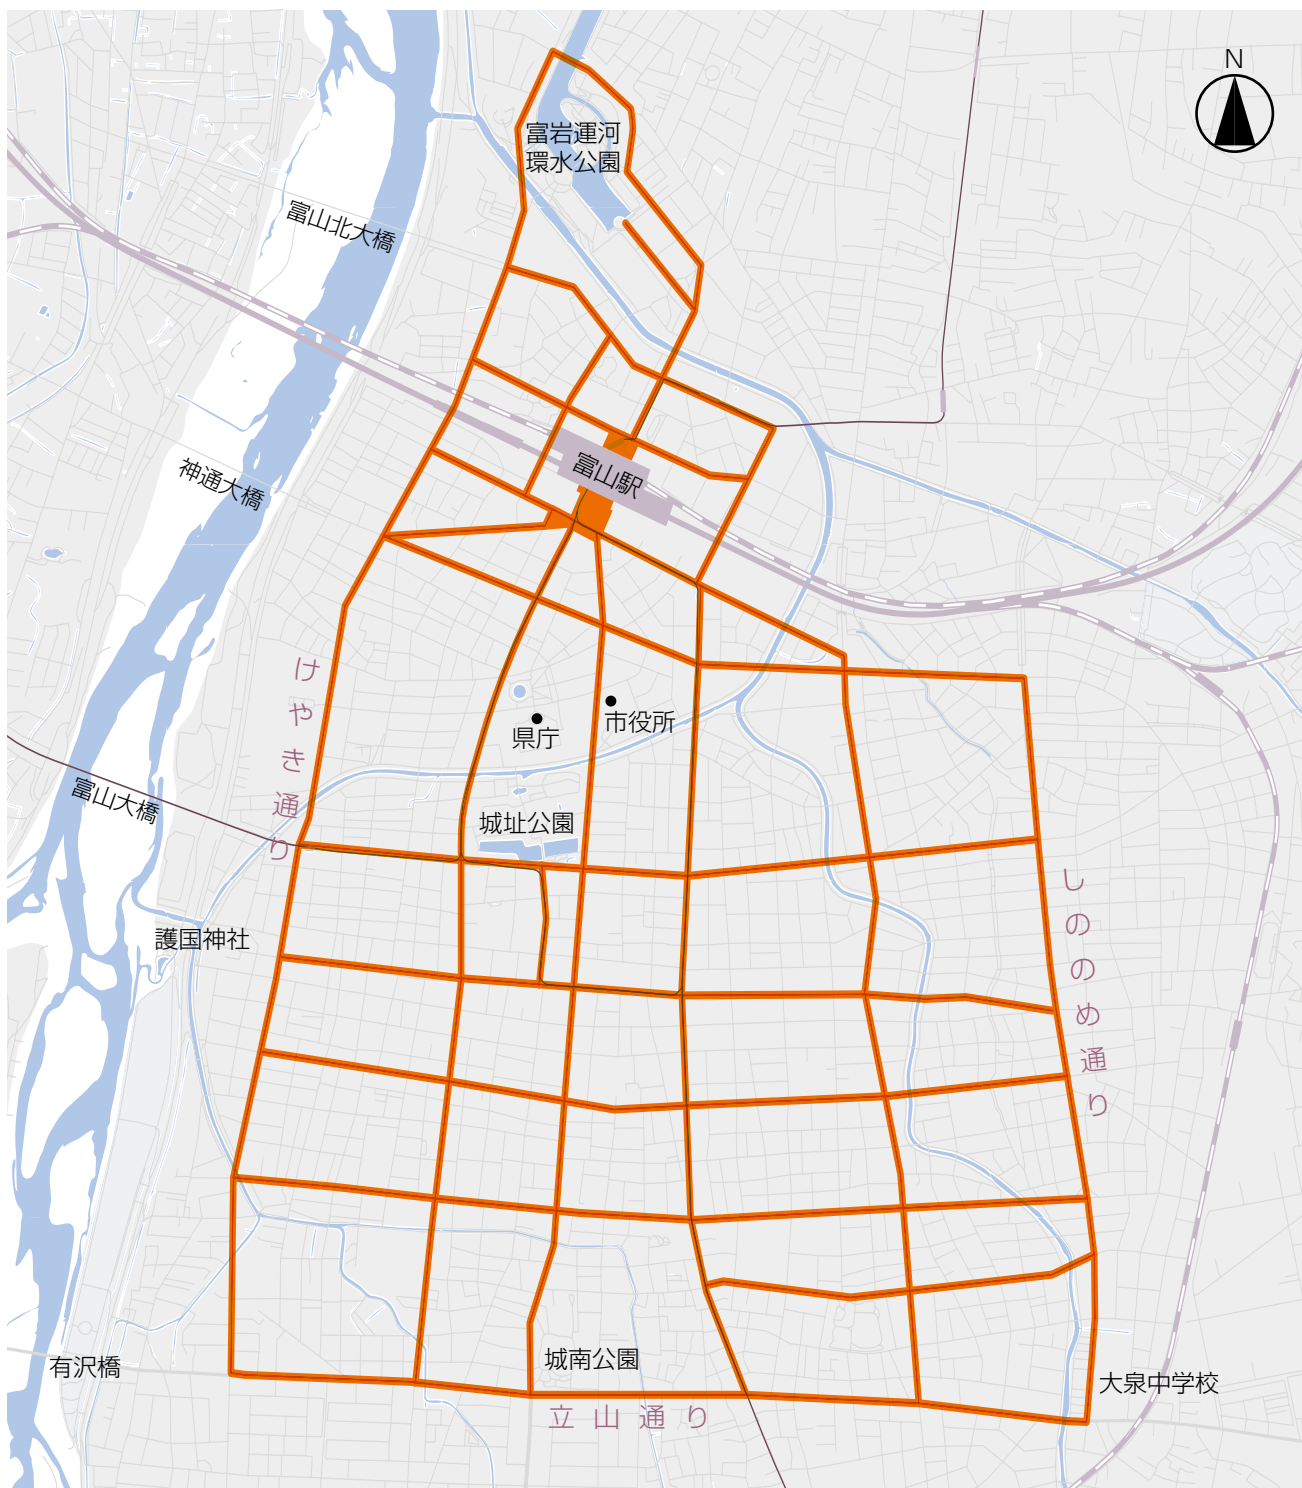 N
富岩運河
環水公園
富山北大橋
富山駅
神通大橋
けやき通り
市役所
県庁
富山大橋
城址公園
しののめ通り
護国神社
城南公園
有沢橋
大泉中学校
立山通り